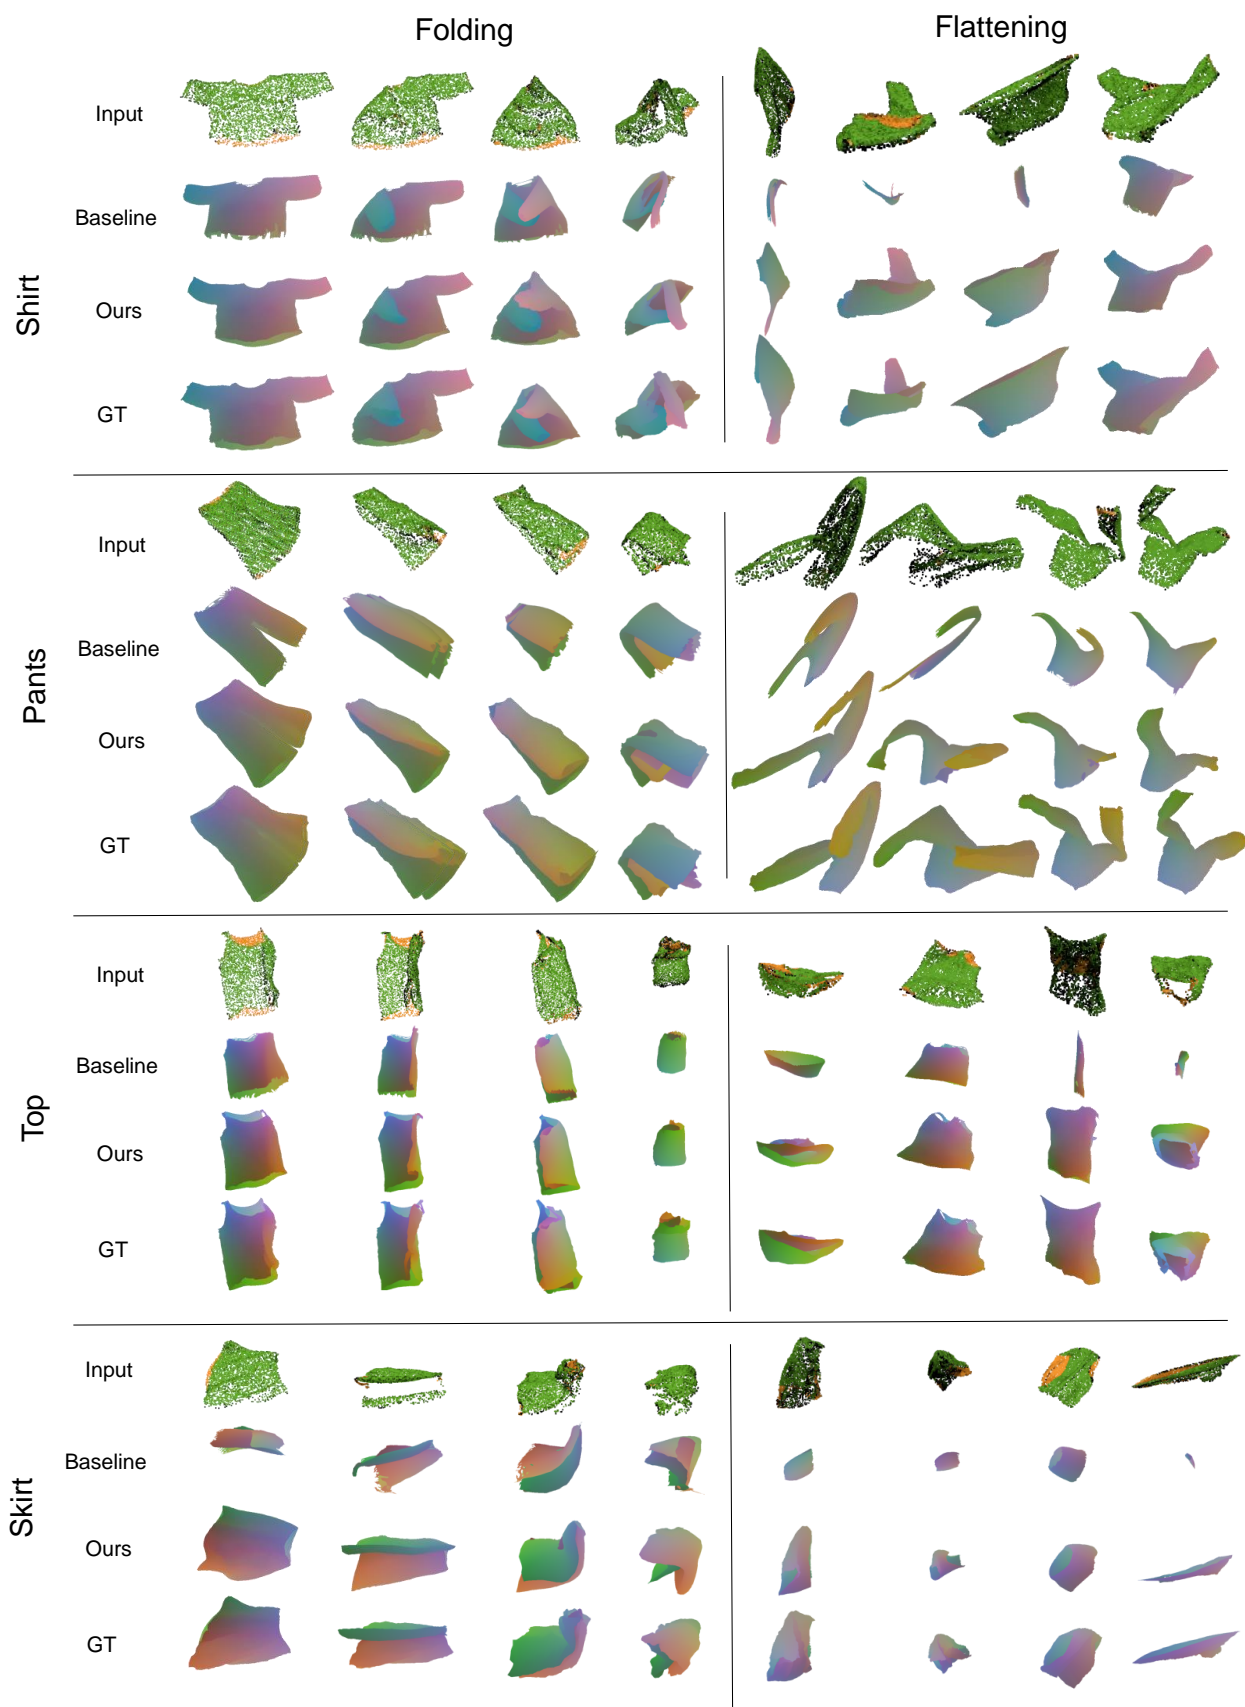 Folding
Flattening
Shirt
Input
Baseline
Ours
GT
Pants
Input
Baseline
Ours
GT
Top
Input
Baseline
Ours
GT
Skirt
Input
Baseline
Ours
GT